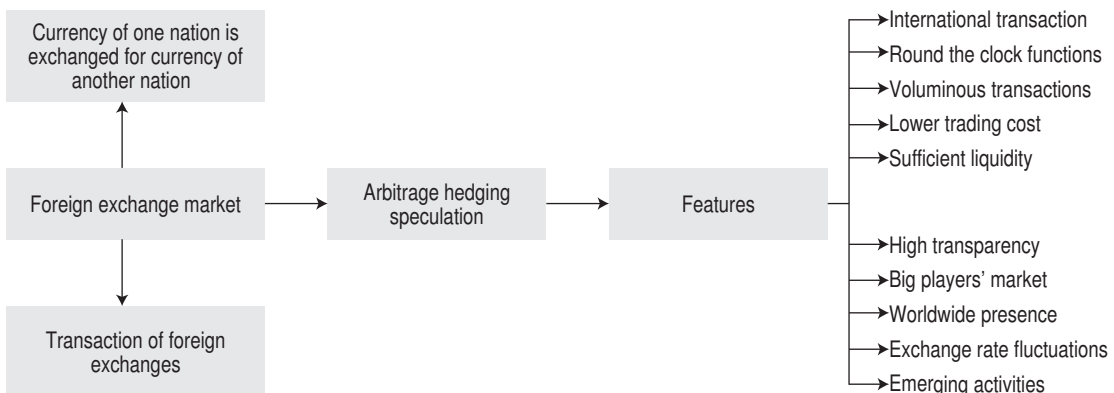 Currency of one nation is
exchanged for currency of
another nation
Foreign exchange market
Transaction of foreign
exchanges
Arbitrage hedging
speculation
Features
International transaction
Round the clock functions
Voluminous transactions
Lower trading cost
Sufficient liquidity
High transparency
Big players’ market
Worldwide presence
Exchange rate fluctuations
Emerging activities